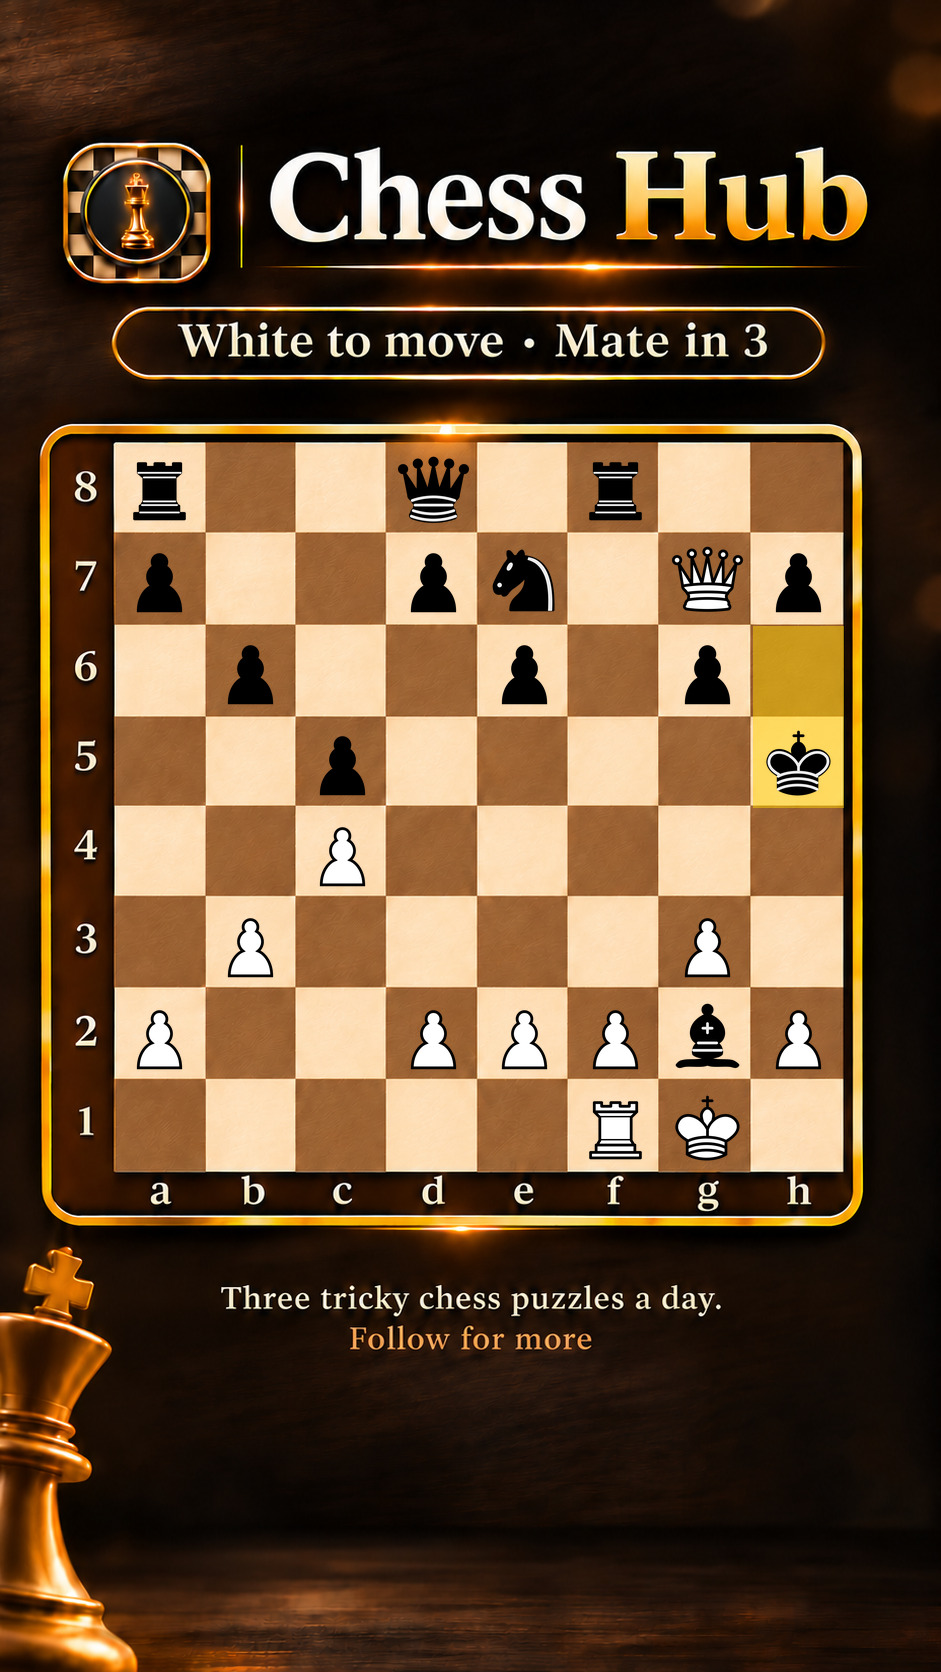 Chess Hub
White to move • Mate in 3
8
7
6
5
4
3
2
1
a b c d e f g h
Three tricky chess puzzles a day.
Follow for more